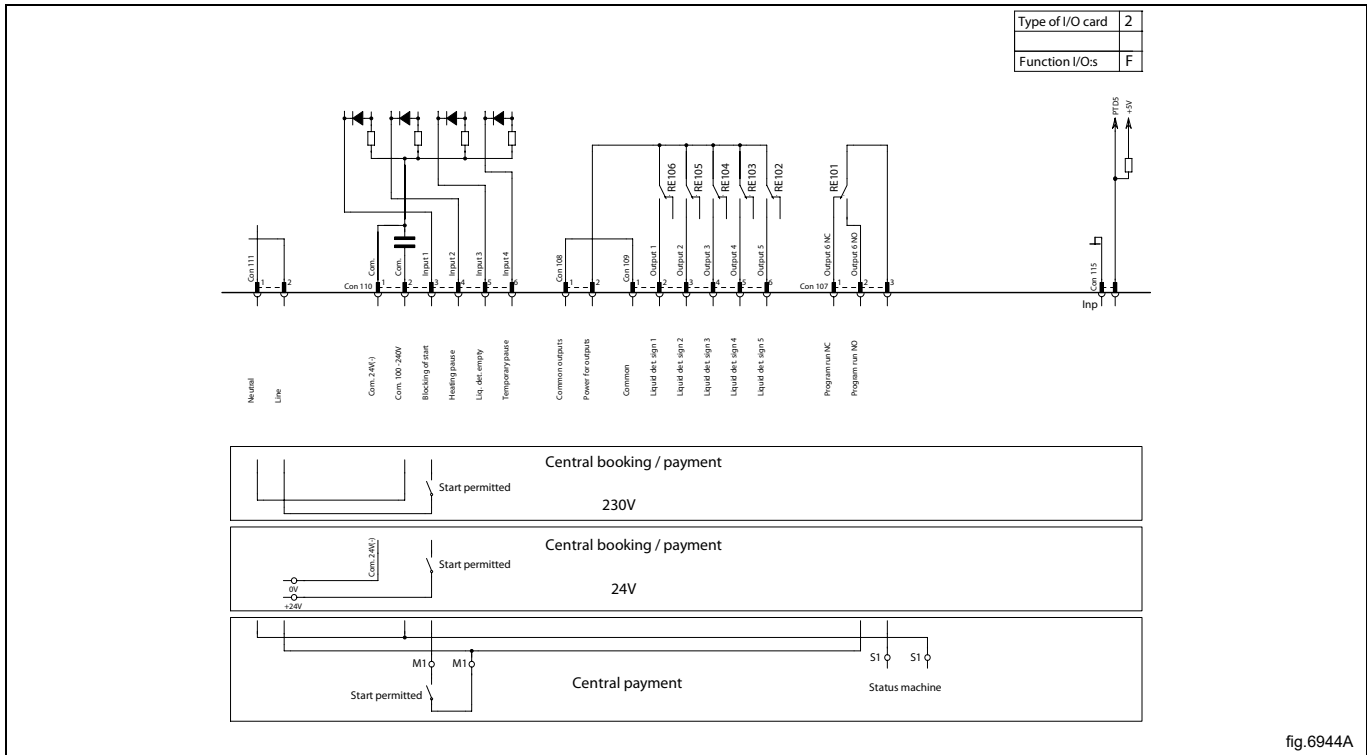 Type of I/O card 2
Function I/O:s F
PTD5
+5V
RE106
RE105
RE104
RE103
RE102
RE101
Con 111
Com.
Com.
Input 1
Input 2
Input 3
Input 4
Con 108
Con 109
Output 1
Output 2
Output 3
Output 4
Output 5
Output 6 NC
Output 6 NO
Con 115
1 2
Con 110 1 2 3 4 5 6
1 2
1 2 3 4 5 6
Con 107 1 2 3
Inp
Neutral
Line
Com. 24V(-)
Com. 100 - 240V
Blocking of start
Heating pause
Liq. det. empty
Temporary pause
Common outputs
Power for outputs
Common
Liquid det. sign 1
Liquid det. sign 2
Liquid det. sign 3
Liquid det. sign 4
Liquid det. sign 5
Program run NC
Program run NO
Central booking / payment
Start permitted
230V
Central booking / payment
Com. 24V(-)
Start permitted
0V
24V
+24V
M1 M1
S1 S1
Central payment
Status machine
Start permitted
fig.6944A